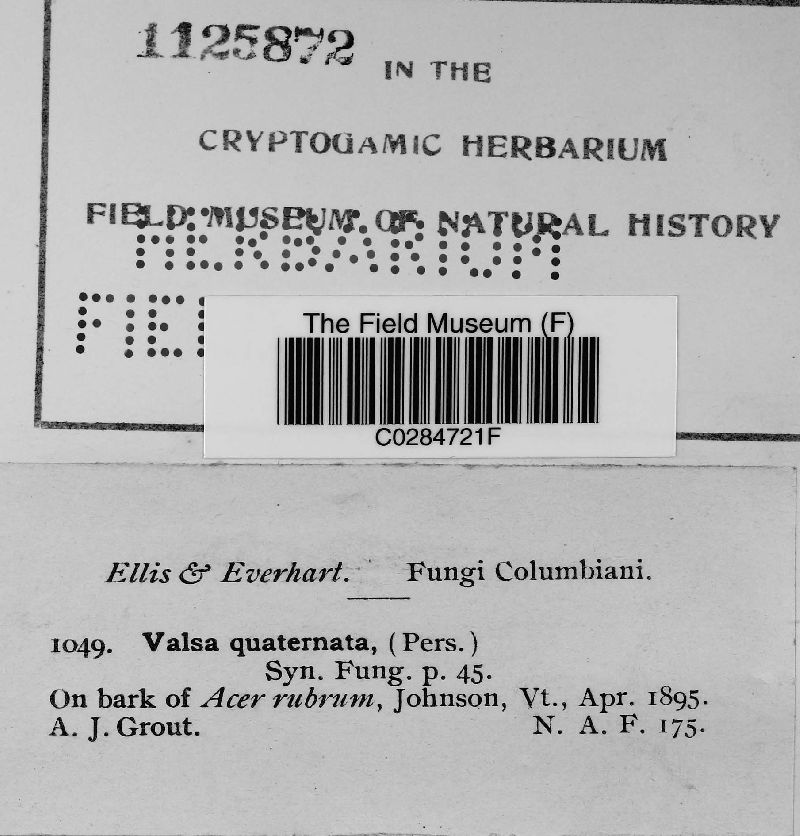 1125872
IN THE
CRYPTOGAMIC HERBARIUM
FIELD MUSEUM OF NATURAL HISTORY
HERBARIUM
The Field Museum (F)
C0284721F
Ellis & Everhart. Fungi Columbiani.
1049. Valsa quaternata, (Pers.)
Syn. Fung. p. 45.
On bark of Acer rubrum, Johnson, Vt., Apr. 1895.
A. J. Grout. N. A. F. 175.